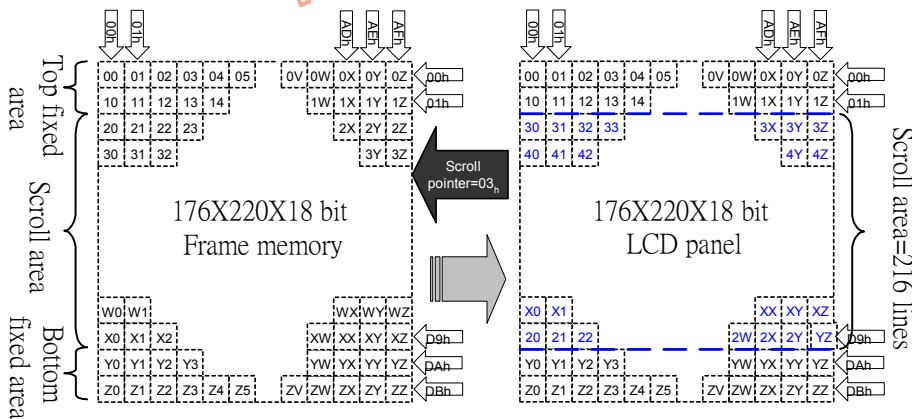 00h 01h ADh AEh AFh 00h 01h ADh AEh AFh
00 01 02 03 04 05 0V 0W 0X 0Y 0Z 00h 00 01 02 03 04 05 0V 0W 0X 0Y 0Z 00h
10 11 12 13 14 1W 1X 1Y 1Z 01h 10 11 12 13 14 1W 1X 1Y 1Z 01h
20 21 22 23 2X 2Y 2Z 30 31 32 33 3X 3Y 3Z
30 31 32 3Y 3Z 40 41 42 4Y 4Z
Top fixed
area
Scroll area
Bottom
fixed area
Scroll
pointer=03h
176X220X18 bit
Frame memory
176X220X18 bit
LCD panel
Scroll area=216 lines
W0 W1 WX WY WZ X0 X1 XX XY XZ
X0 X1 X2 XW XX XY XZ D9h 20 21 22 2W 2X 2Y YZ D9h
Y0 Y1 Y2 Y3 YW YX YY YZ DAh Y0 Y1 Y2 Y3 YW YX YY YZ DAh
Z0 Z1 Z2 Z3 Z4 Z5 ZV ZW ZX ZY ZZ DBh Z0 Z1 Z2 Z3 Z4 Z5 ZV ZW ZX ZY ZZ DBh